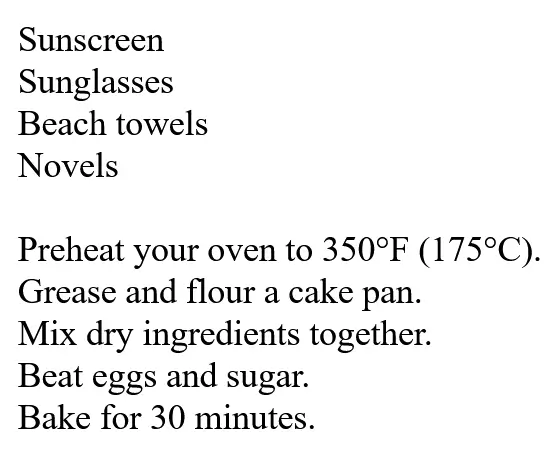 Sunscreen
Sunglasses
Beach towels
Novels
Preheat your oven to 350°F (175°C).
Grease and flour a cake pan.
Mix dry ingredients together.
Beat eggs and sugar.
Bake for 30 minutes.